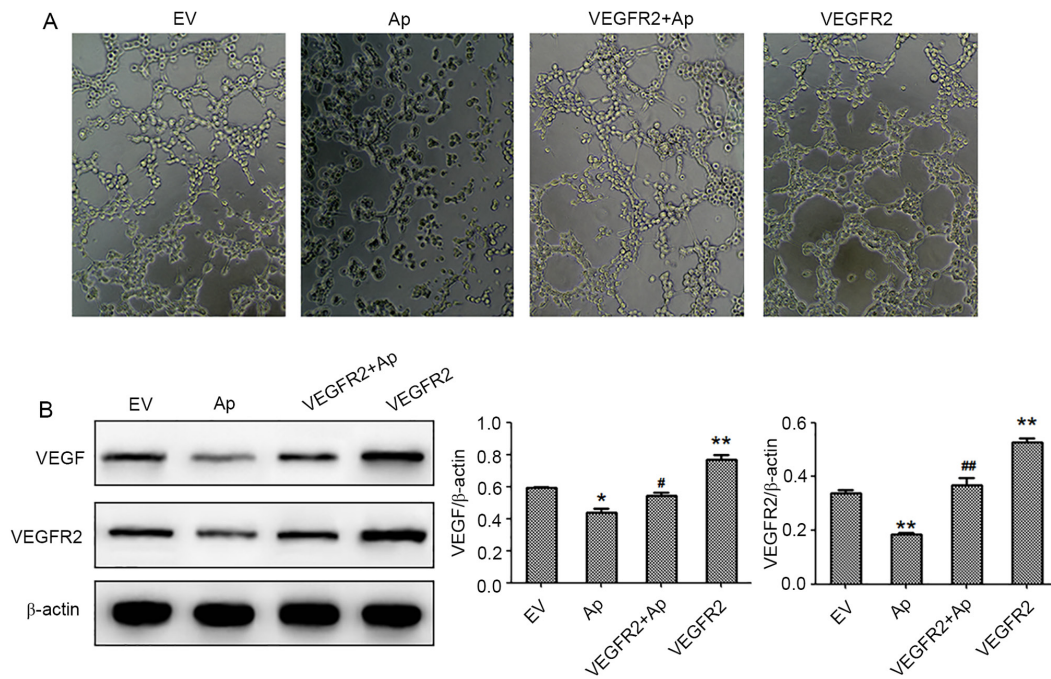 A
EV
Ap
VEGFR2+Ap
VEGFR2
B
EV
Ap
VEGFR2+Ap
VEGFR2
VEGF
VEGFR2
β-actin
VEGF/β-actin
1.0
0.8
0.6
0.4
0.2
0.0
*
#
**
EV
Ap
VEGFR2+Ap
VEGFR2
VEGFR2/β-actin
0.6
0.4
0.2
0.0
**
##
**
EV
Ap
VEGFR2+Ap
VEGFR2